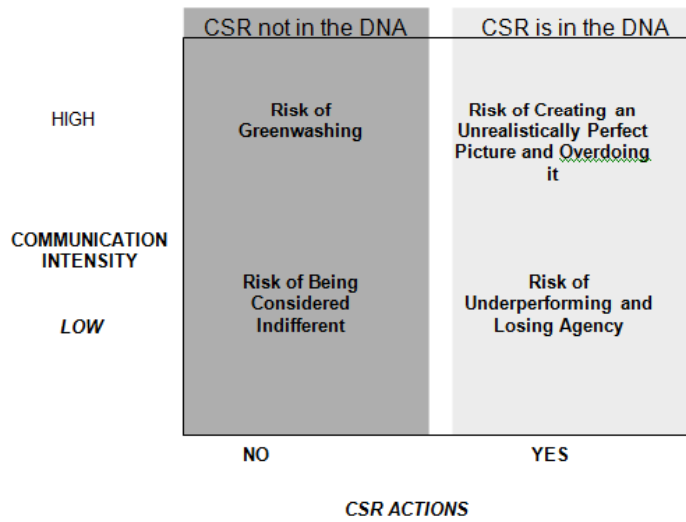 CSR not in the DNA
CSR is in the DNA
HIGH
Risk of
Greenwashing
Risk of Creating an
Unrealistically Perfect
Picture and Overdoing
it
COMMUNICATION
INTENSITY
LOW
Risk of Being
Considered
Indifferent
Risk of
Underperforming and
Losing Agency
NO
YES
CSR ACTIONS